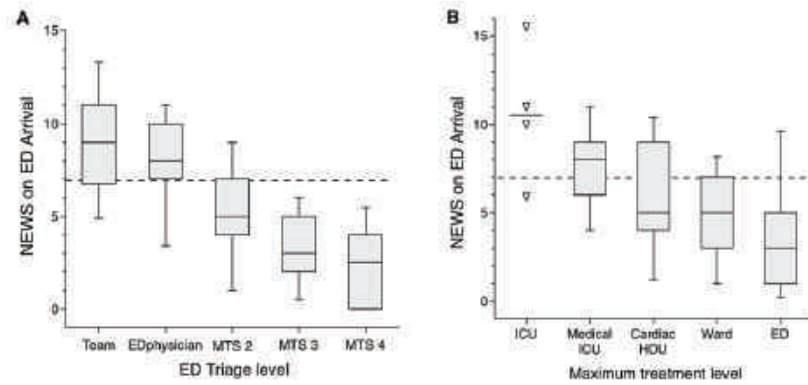 A
15
10
5
0
NEWS on ED Arrival
Team EDphysician MTS 2 MTS 3 MTS 4
ED Triage level
B
15
10
5
0
NEWS on ED Arrival
ICU Medical ICU Cardiac HDU Ward ED
Maximum treatment level